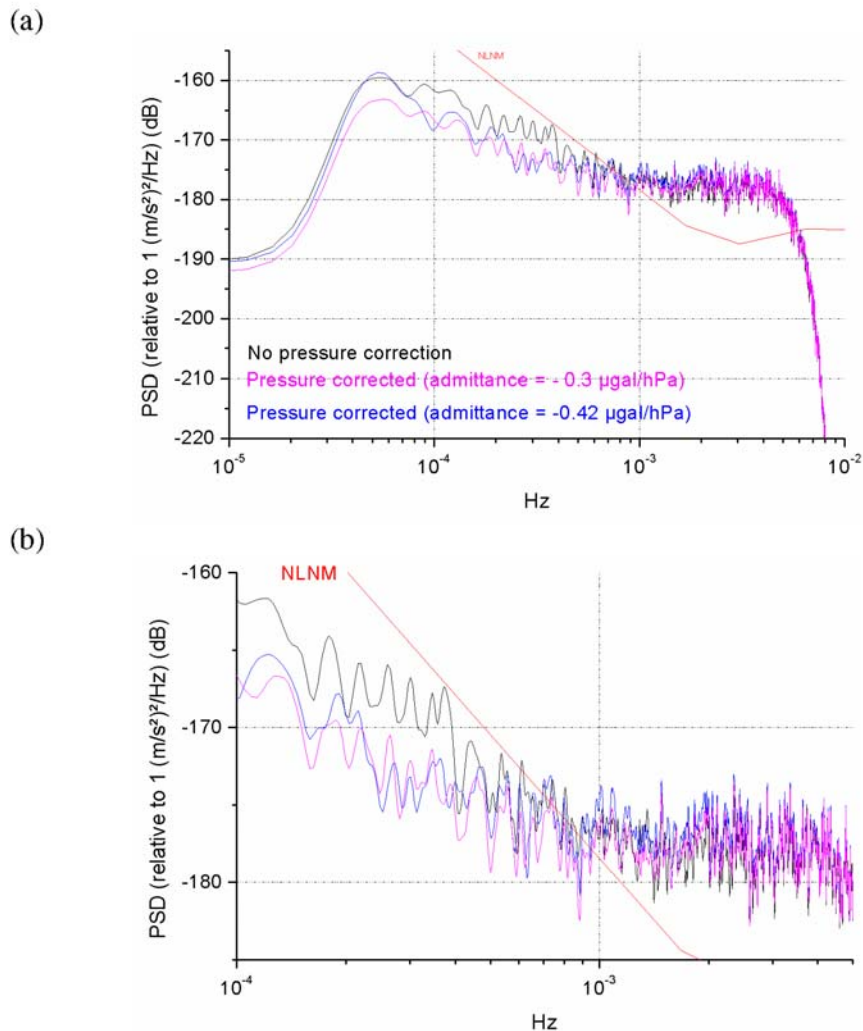 (a)
PSD (relative to 1 (m/s²)²/Hz) (dB)
-160
-170
-180
-190
-200
-210
-220
NLNM
No pressure correction
Pressure corrected (admittance = - 0.3 µgal/hPa)
Pressure corrected (admittance = -0.42 µgal/hPa)
10⁻⁵
10⁻⁴
10⁻³
10⁻²
Hz
(b)
PSD (relative to 1 (m/s²)²/Hz) (dB)
-160
-170
-180
NLNM
10⁻⁴
10⁻³
Hz